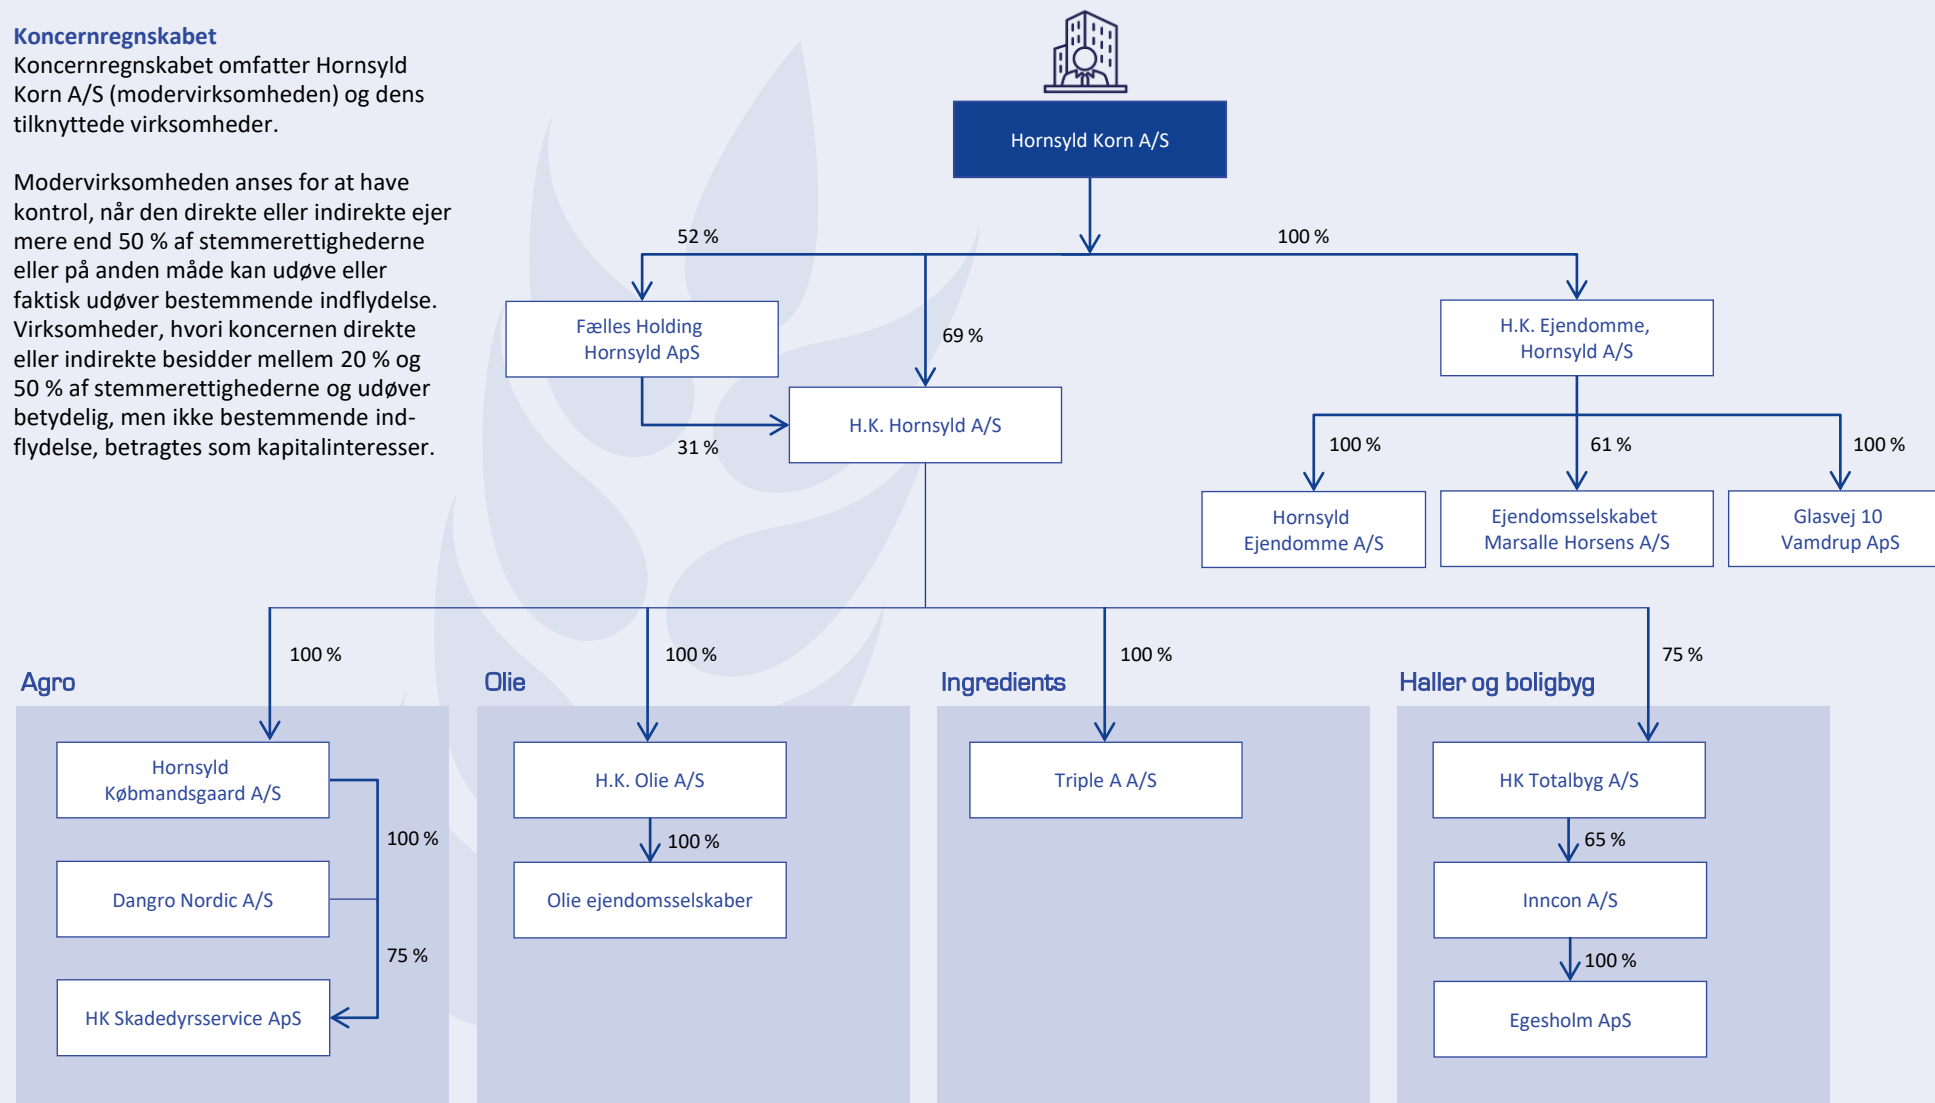 Koncernregnskabet
Koncernregnskabet omfatter Hornsyld
Korn A/S (modervirksomheden) og dens
tilknyttede virksomheder.
Modervirksomheden anses for at have
kontrol, når den direkte eller indirekte ejer
mere end 50 % af stemmerettighederne
eller på anden måde kan udøve eller
faktisk udøver bestemmende indflydelse.
Virksomheder, hvori koncernen direkte
eller indirekte besidder mellem 20 % og
50 % af stemmerettighederne og udøver
betydelig, men ikke bestemmende ind-
flydelse, betragtes som kapitalinteresser.
Hornsyld Korn A/S
52 %
100 %
Fælles Holding
Hornsyld ApS
69 %
H.K. Ejendomme,
Hornsyld A/S
31 %
H.K. Hornsyld A/S
100 %
61 %
100 %
Hornsyld
Ejendomme A/S
Ejendomsselskabet
Marsalle Horsens A/S
Glasvej 10
Vamdrup ApS
100 %
100 %
100 %
75 %
Agro
Hornsyld
Købmandsgaard A/S
100 %
Dangro Nordic A/S
75 %
HK Skadedyrsservice ApS
Olie
H.K. Olie A/S
100 %
Olie ejendomsselskaber
Ingredients
Triple A A/S
Haller og boligbyg
HK Totalbyg A/S
65 %
Inncon A/S
100 %
Egesholm ApS